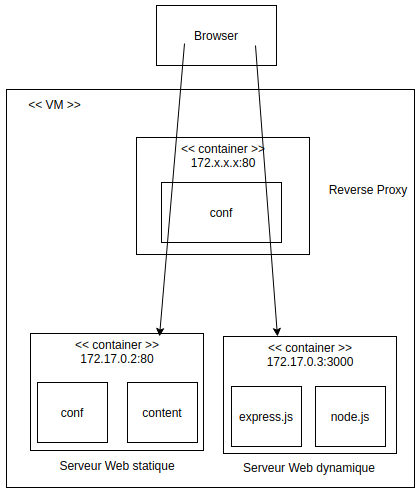 Browser
<< VM >>
<< container >>
172.x.x.x:80
Reverse Proxy
conf
<< container >>
172.17.0.2:80
<< container >>
172.17.0.3:3000
conf
content
express.js
node.js
Serveur Web statique
Serveur Web dynamique